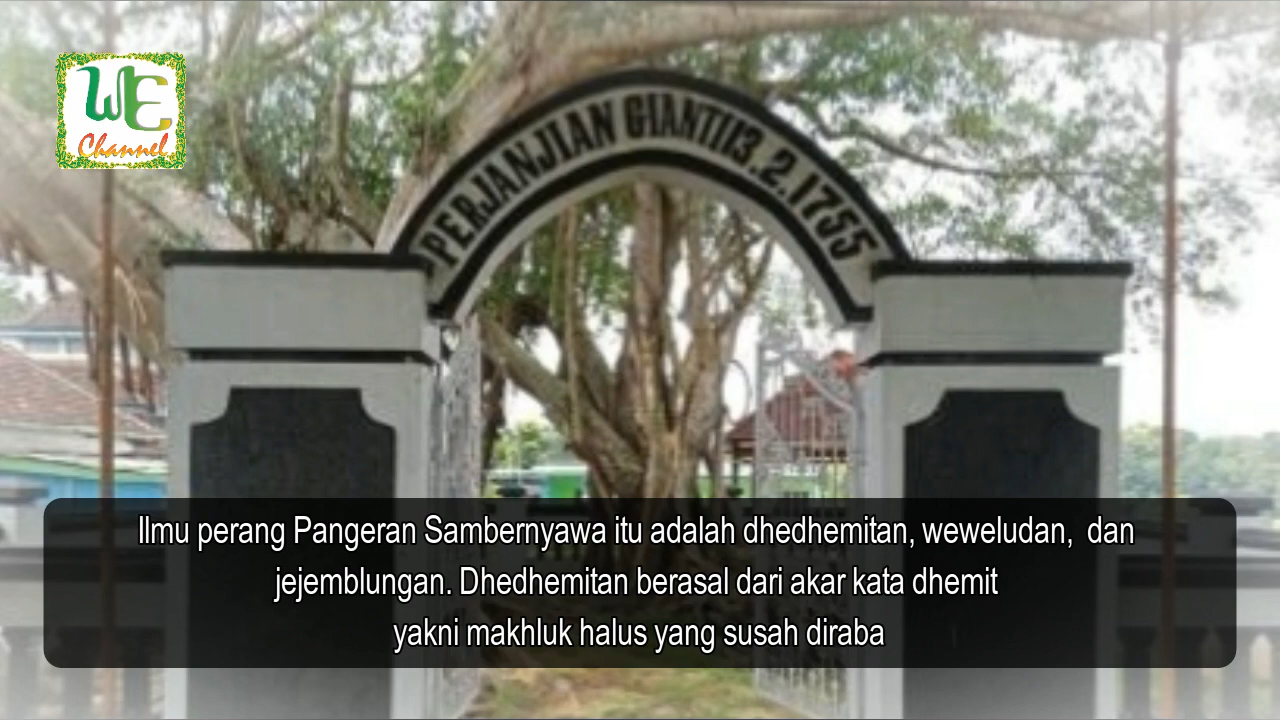 WE
Channel
PERJANJIAN GIANTI 13.2.1755
Ilmu perang Pangeran Sambernyawa itu adalah dhedhemitan, weweludan, dan
jejemblungan. Dhedhemitan berasal dari akar kata dhemit
yakni makhluk halus yang susah diraba